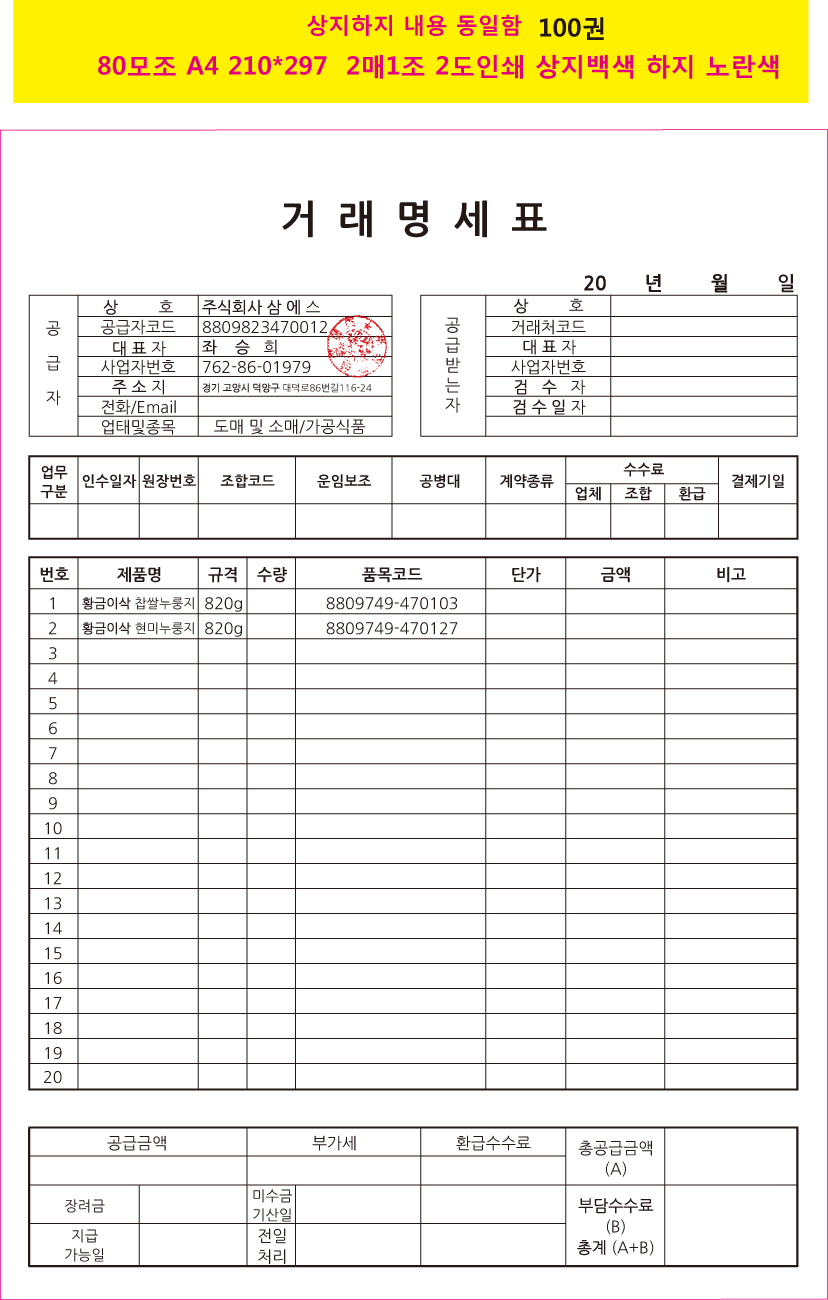 상지하지 내용 동일함 100권
80모조 A4 210*297 2매1조 2도인쇄 상지백색 하지 노란색
거 래 명 세 표
20 년 월 일
공 급 자
상 호 주식회사 삼 에 스
공급자코드 8809823470012
대 표 자 좌 승 희
사업자번호 762-86-01979
주 소 지 경기 고양시 덕양구 대덕로86번길116-24
전화/Email
업태및종목 도매 및 소매/가공식품
공 급 받 는 자
상 호
거래처코드
대 표 자
사업자번호
검 수 자
검 수 일 자
업무 구분 인수일자 원장번호 조합코드 운임보조 공병대 계약종류 수수료 결제기일
업체 조합 환급
번호 제품명 규격 수량 품목코드 단가 금액 비고
1 황금이삭 찹쌀누룽지 820g 8809749-470103
2 황금이삭 현미누룽지 820g 8809749-470127
3
4
5
6
7
8
9
10
11
12
13
14
15
16
17
18
19
20
공급금액 부가세 환급수수료 총공급금액
(A)
장려금 미수금 기산일 부담수수료
(B)
지급 가능일 전일 처리 총계 (A+B)